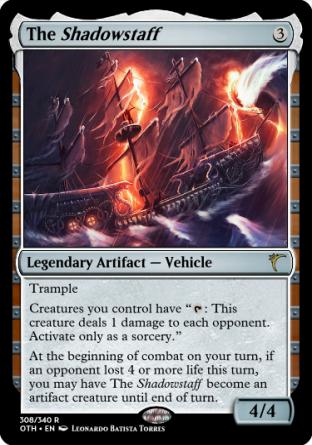 The Shadowstaff 3
Legendary Artifact — Vehicle
Trample
Creatures you control have “: This
creature deals 1 damage to each opponent.
Activate only as a sorcery.”
At the beginning of combat on your turn, if
an opponent lost 4 or more life this turn,
you may have The Shadowstaff become an
artifact creature until end of turn.
4/4
308/340 R
OTH • EN Leonardo Batista Torres